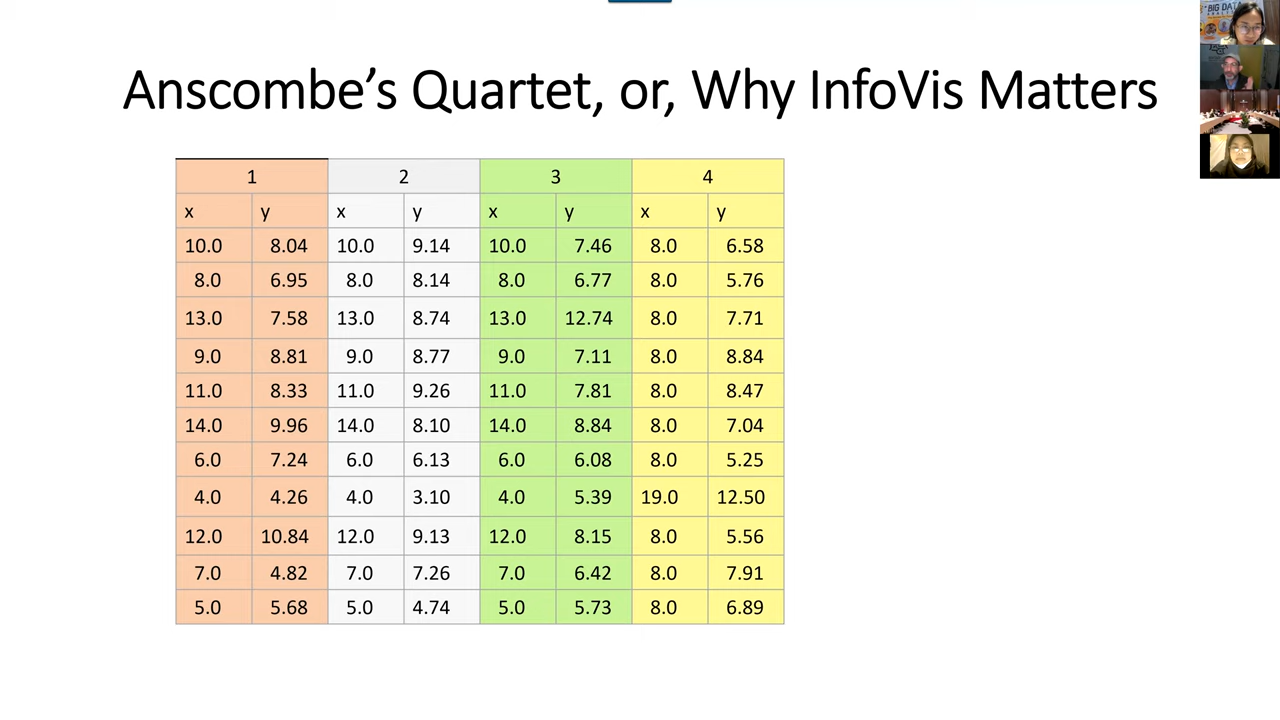 BIG DATA
Anscombe's Quartet, or, Why InfoVis Matters
1 2 3 4
x y x y x y x y
10.0 8.04 10.0 9.14 10.0 7.46 8.0 6.58
8.0 6.95 8.0 8.14 8.0 6.77 8.0 5.76
13.0 7.58 13.0 8.74 13.0 12.74 8.0 7.71
9.0 8.81 9.0 8.77 9.0 7.11 8.0 8.84
11.0 8.33 11.0 9.26 11.0 7.81 8.0 8.47
14.0 9.96 14.0 8.10 14.0 8.84 8.0 7.04
6.0 7.24 6.0 6.13 6.0 6.08 8.0 5.25
4.0 4.26 4.0 3.10 4.0 5.39 19.0 12.50
12.0 10.84 12.0 9.13 12.0 8.15 8.0 5.56
7.0 4.82 7.0 7.26 7.0 6.42 8.0 7.91
5.0 5.68 5.0 4.74 5.0 5.73 8.0 6.89